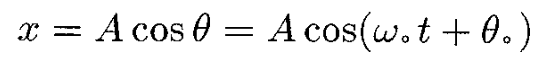 x = A cos θ = A cos(ω∘t + θ∘)